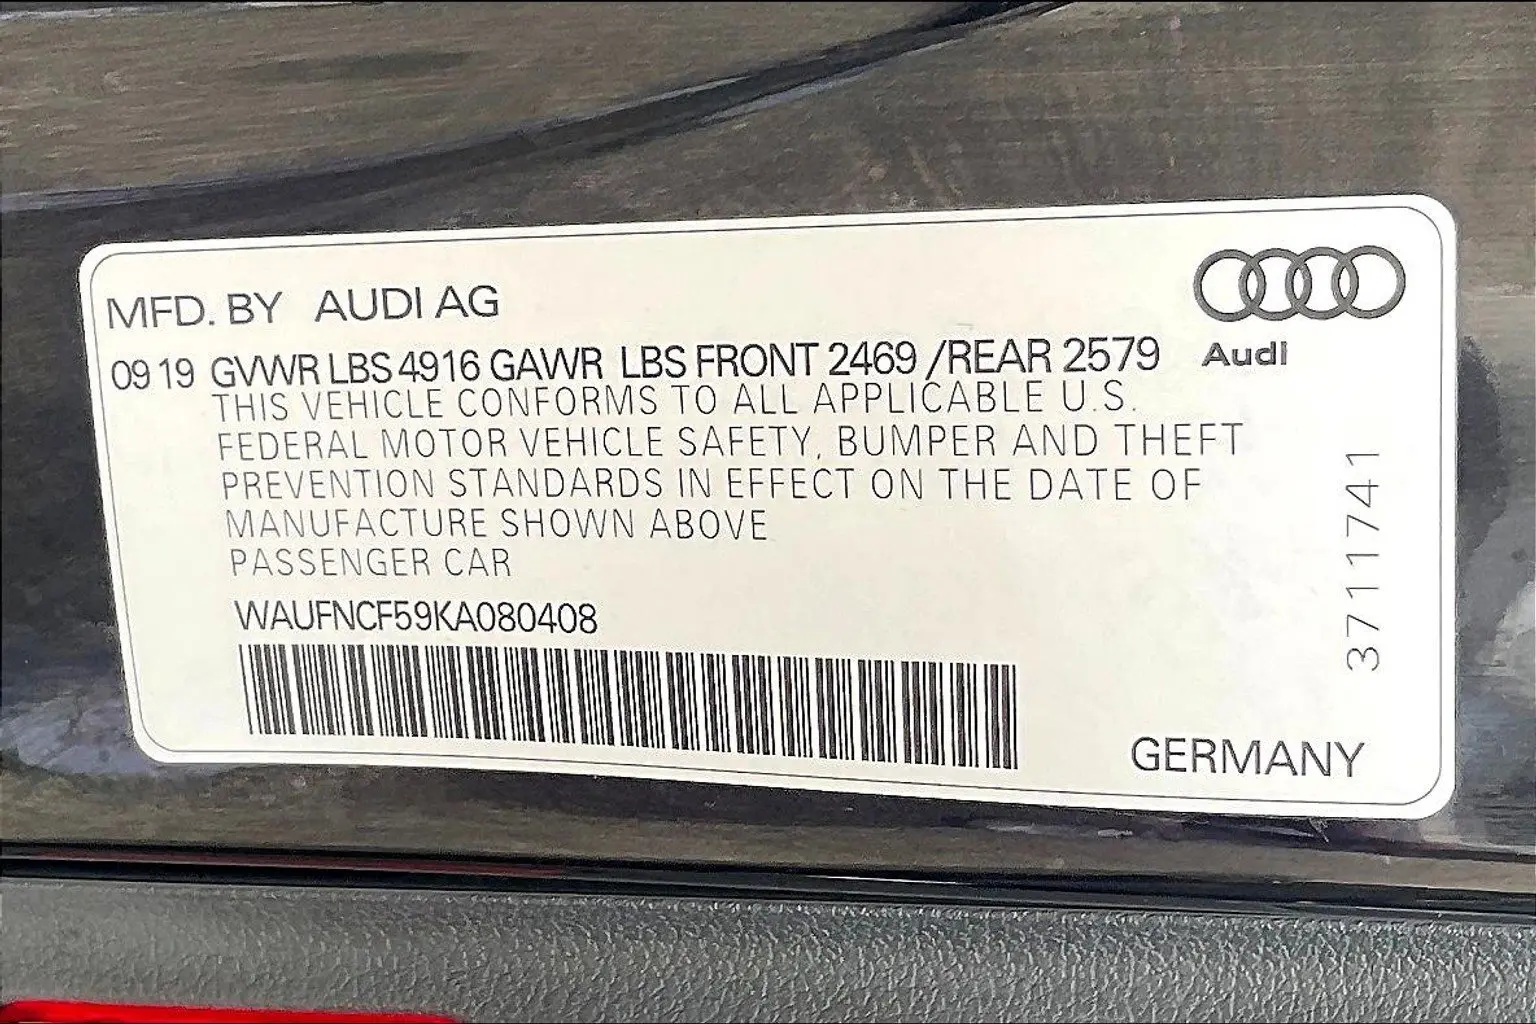 MFD. BY AUDI AG
Audi
09 19 GVWR LBS 4916 GAWR LBS FRONT 2469 /REAR 2579
THIS VEHICLE CONFORMS TO ALL APPLICABLE U.S.
FEDERAL MOTOR VEHICLE SAFETY, BUMPER AND THEFT
PREVENTION STANDARDS IN EFFECT ON THE DATE OF
MANUFACTURE SHOWN ABOVE
PASSENGER CAR
WAUFNCF59KA080408
3711741
GERMANY